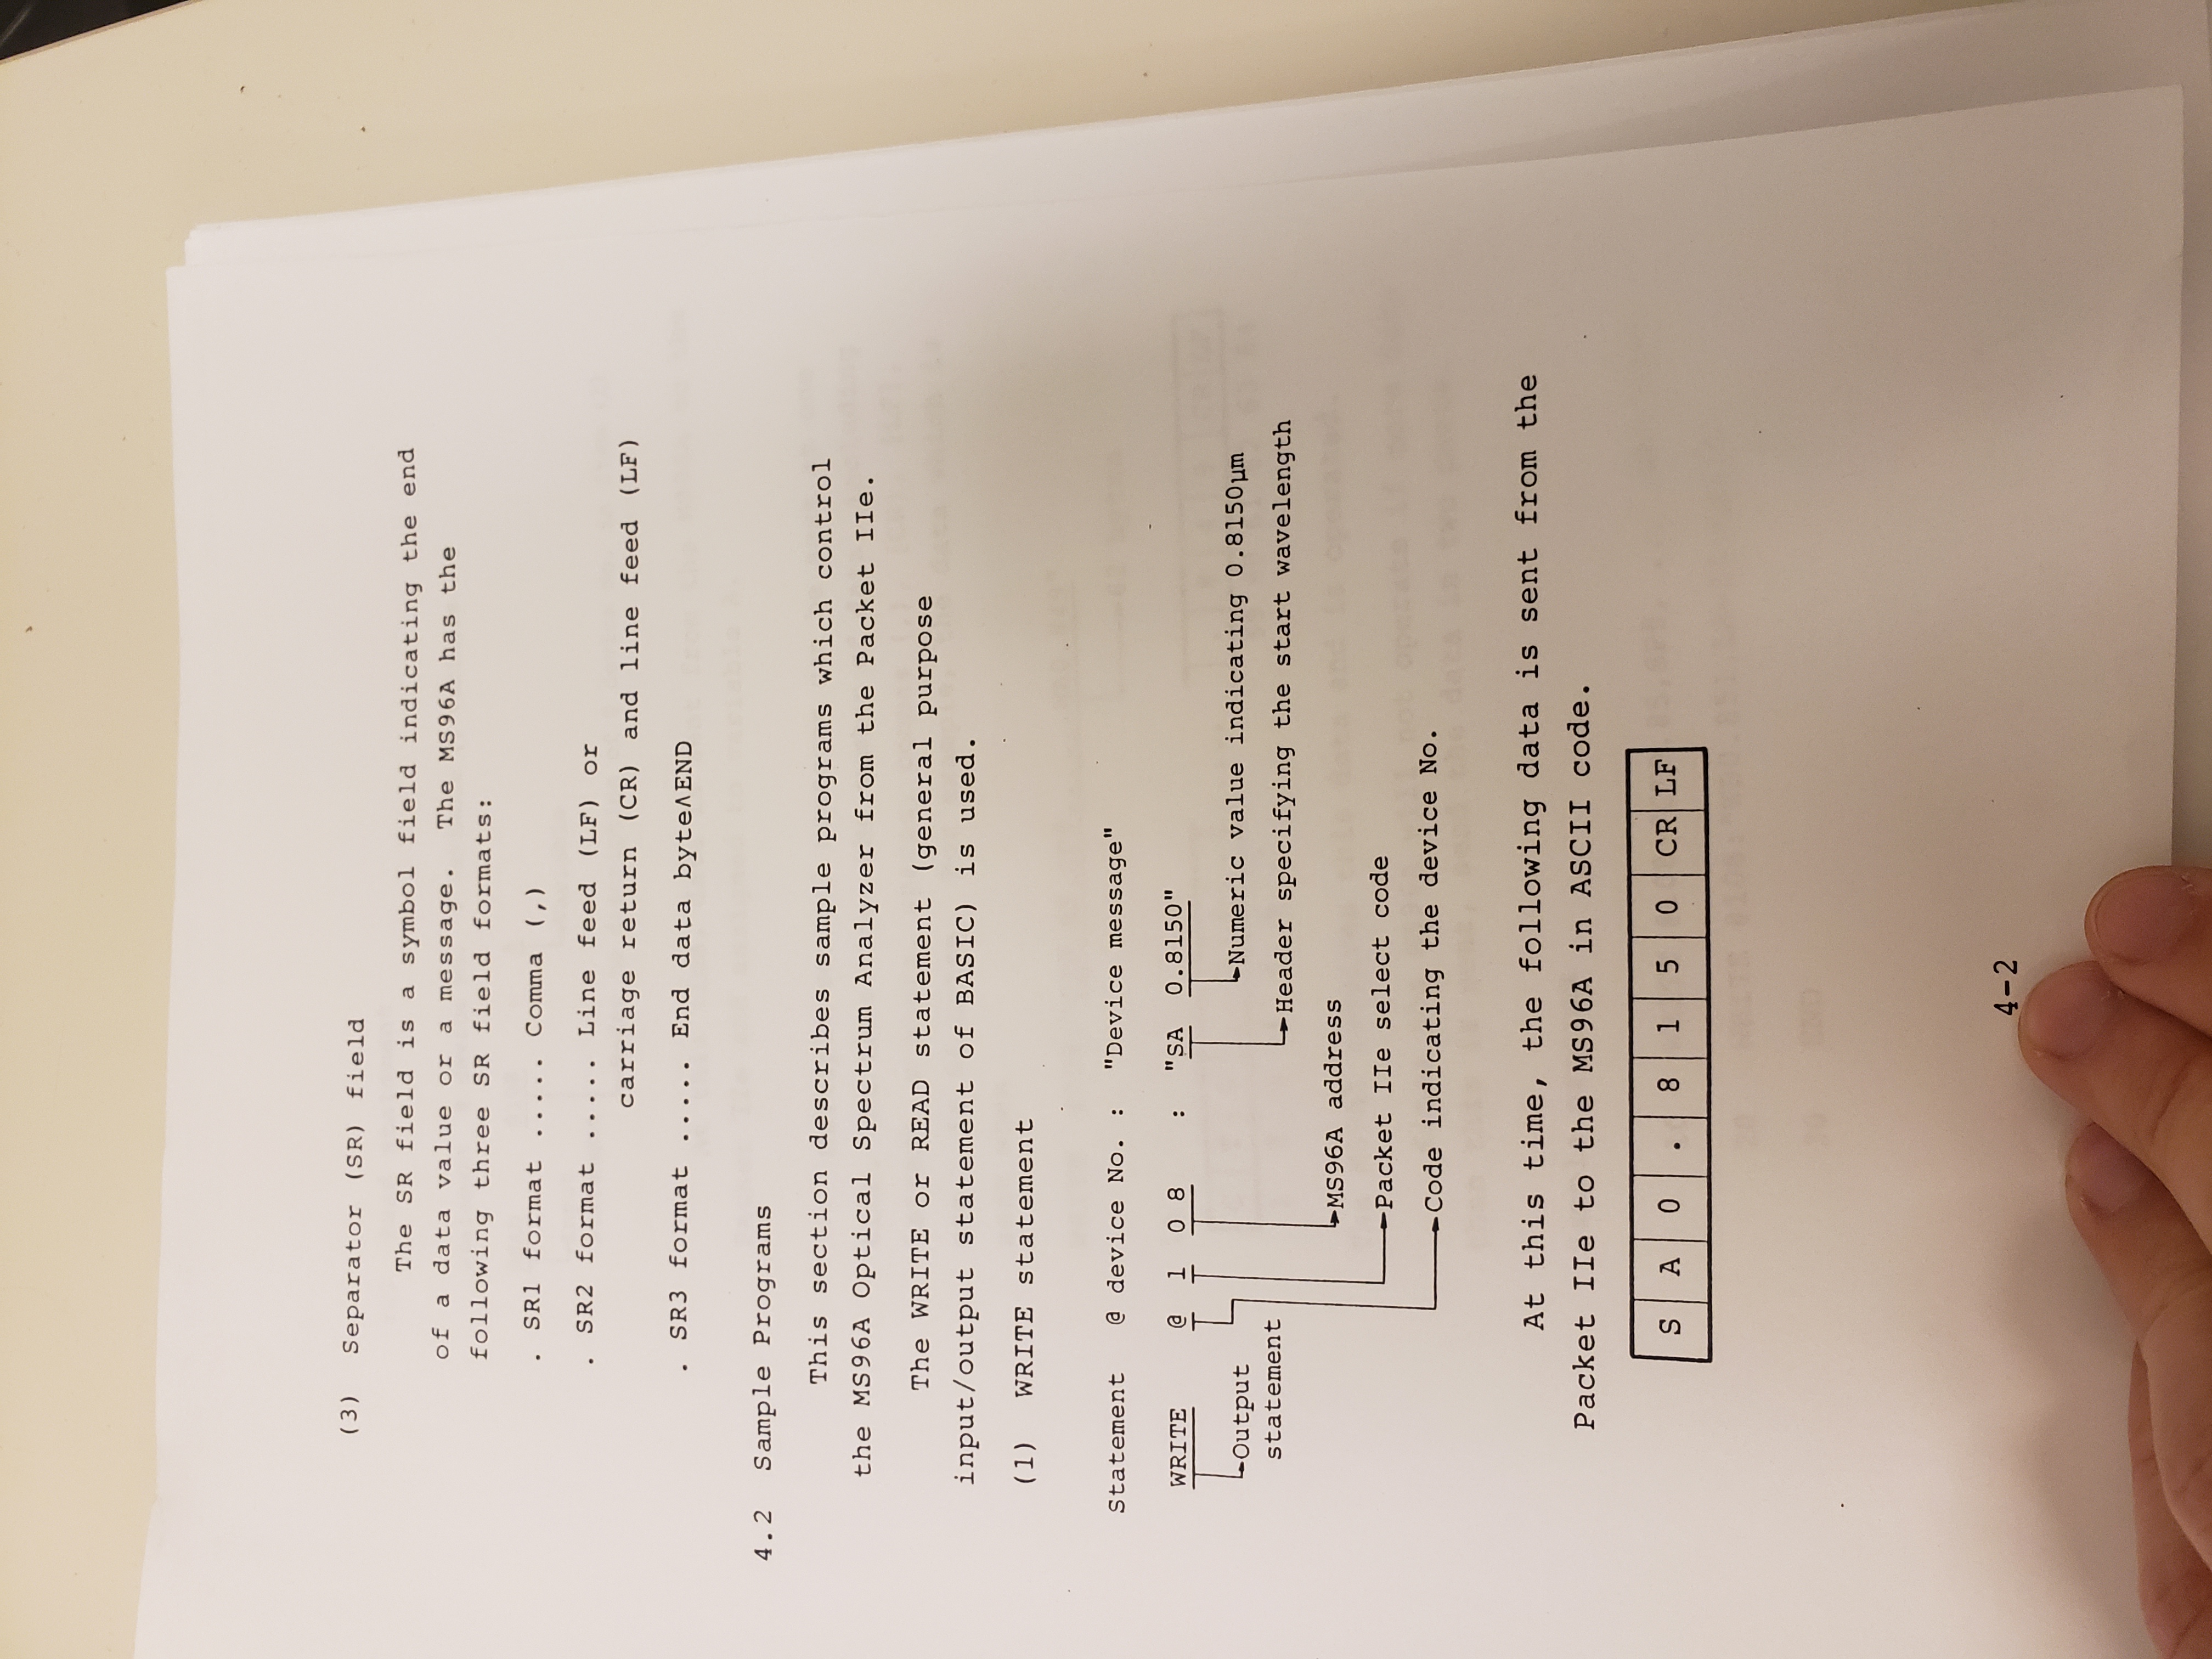 (3) Separator (SR) field
The SR field is a symbol field indicating the end
of a data value or a message. The MS96A has the
following three SR field formats:
. SR1 format ..... Comma (,)
. SR2 format ..... Line feed (LF) or
carriage return (CR) and line feed (LF)
. SR3 format ..... End data byte∧END
4.2 Sample Programs
This section describes sample programs which control
the MS96A Optical Spectrum Analyzer from the Packet IIe.
The WRITE or READ statement (general purpose
input/output statement of BASIC) is used.
(1) WRITE statement
Statement @ device No. : "Device message"
WRITE @ 1 0 8 : "SA 0.8150"
Output
statement
Numeric value indicating 0.8150μm
Header specifying the start wavelength
MS96A address
Packet IIe select code
Code indicating the device No.
At this time, the following data is sent from the
Packet IIe to the MS96A in ASCII code.
S A 0 . 8 1 5 0 CR LF
4-2